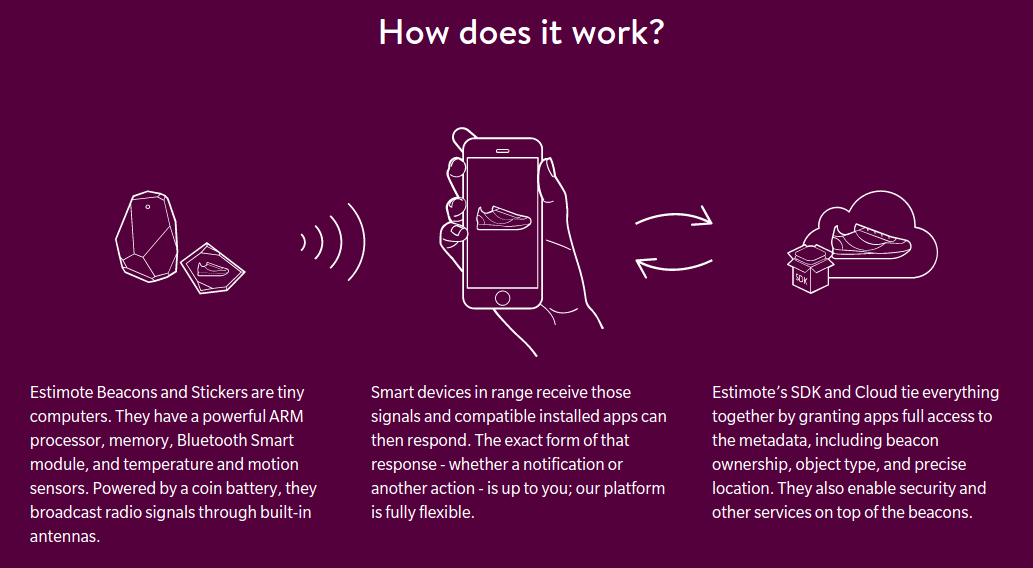 How does it work?
SDK
Estimote Beacons and Stickers are tiny
computers. They have a powerful ARM
processor, memory, Bluetooth Smart
module, and temperature and motion
sensors. Powered by a coin battery, they
broadcast radio signals through built-in
antennas.
Smart devices in range receive those
signals and compatible installed apps can
then respond. The exact form of that
response - whether a notification or
another action - is up to you; our platform
is fully flexible.
Estimote’s SDK and Cloud tie everything
together by granting apps full access to
the metadata, including beacon
ownership, object type, and precise
location. They also enable security and
other services on top of the beacons.